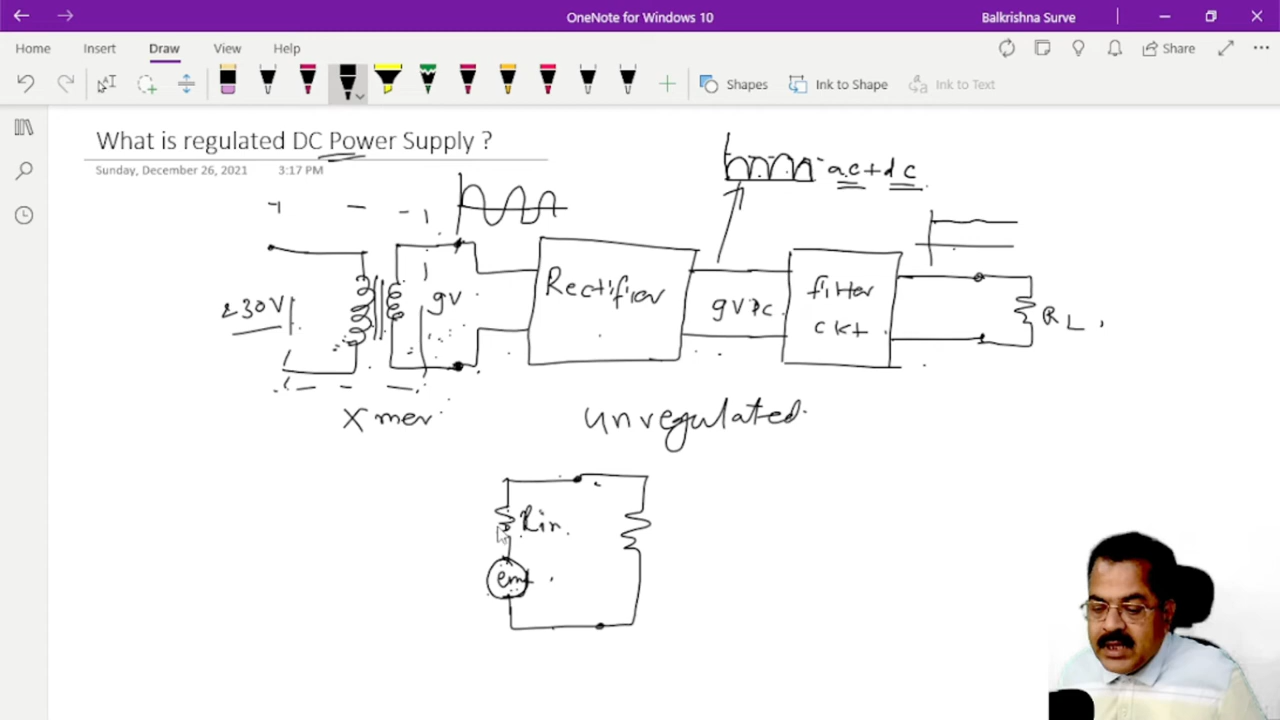 OneNote for Windows 10
Balkrishna Surve
Home Insert Draw View Help
Share
Shapes
Ink to Shape
Ink to Text
What is regulated DC Power Supply ?
Sunday, December 26, 2021 3:17 PM
ac+dc
230V
9V
Rectifier
9V DC
filter
ckt
RL
Xmer
unregulated
Rin
emf